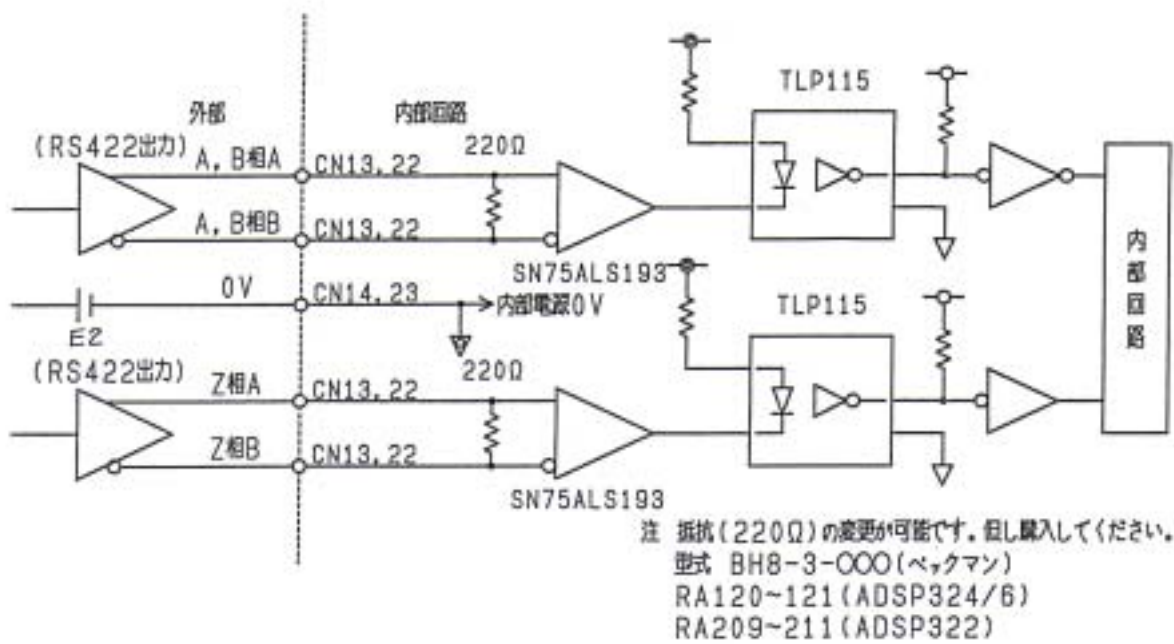 外部
内部回路
TLP115
(RS422出力)
A, B相A
CN13, 22
220Ω
A, B相B
CN13, 22
SN75ALS193
0V
CN14, 23
内部電源0V
E2
TLP115
(RS422出力)
Z相A
CN13, 22
220Ω
Z相B
CN13, 22
SN75ALS193
内部回路
注 抵抗(220Ω)の変更が可能です。但し購入してください。
型式 BH8-3-○○○(ベックマン)
RA120~121(ADSP324/6)
RA209~211(ADSP322)